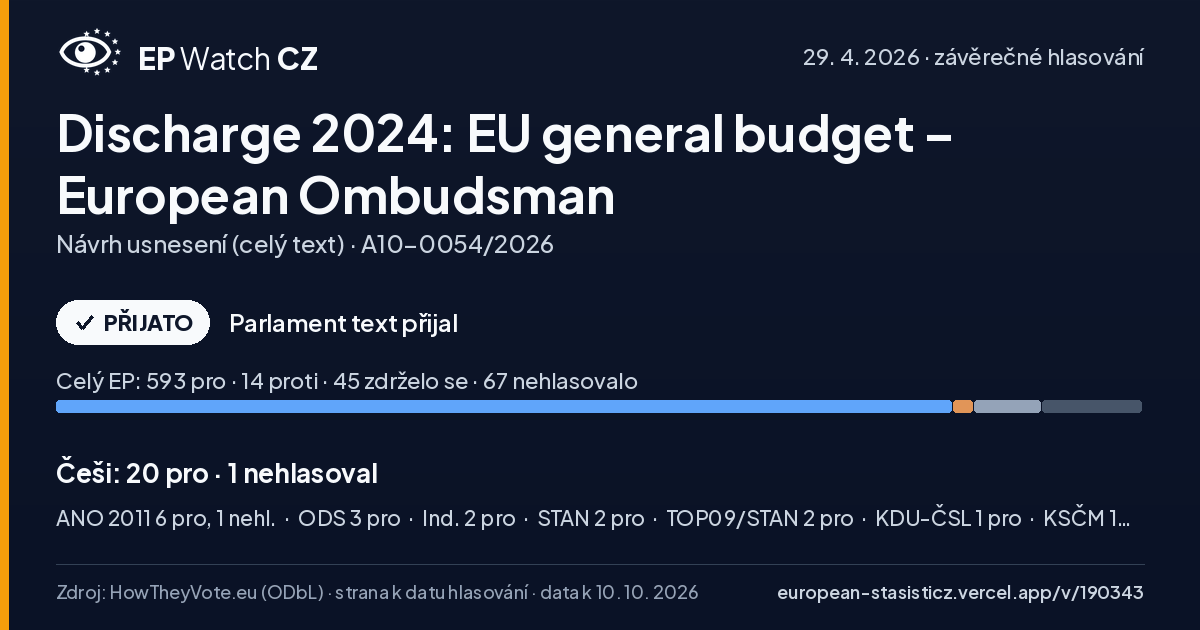 EP Watch CZ
29. 4. 2026 · závěrečné hlasování
Discharge 2024: EU general budget –
European Ombudsman
Návrh usnesení (celý text) · A10-0054/2026
✓ PŘIJATO
Parlament text přijal
Celý EP: 593 pro · 14 proti · 45 zdrželo se · 67 nehlasovalo
Češi: 20 pro · 1 nehlasoval
ANO 2011 6 pro, 1 nehl. · ODS 3 pro · Ind. 2 pro · STAN 2 pro · TOP09/STAN 2 pro · KDU-ČSL 1 pro · KSČM 1…
Zdroj: HowTheyVote.eu (ODbL) · strana k datu hlasování · data k 10. 10. 2026
european-stasisticz.vercel.app/v/190343